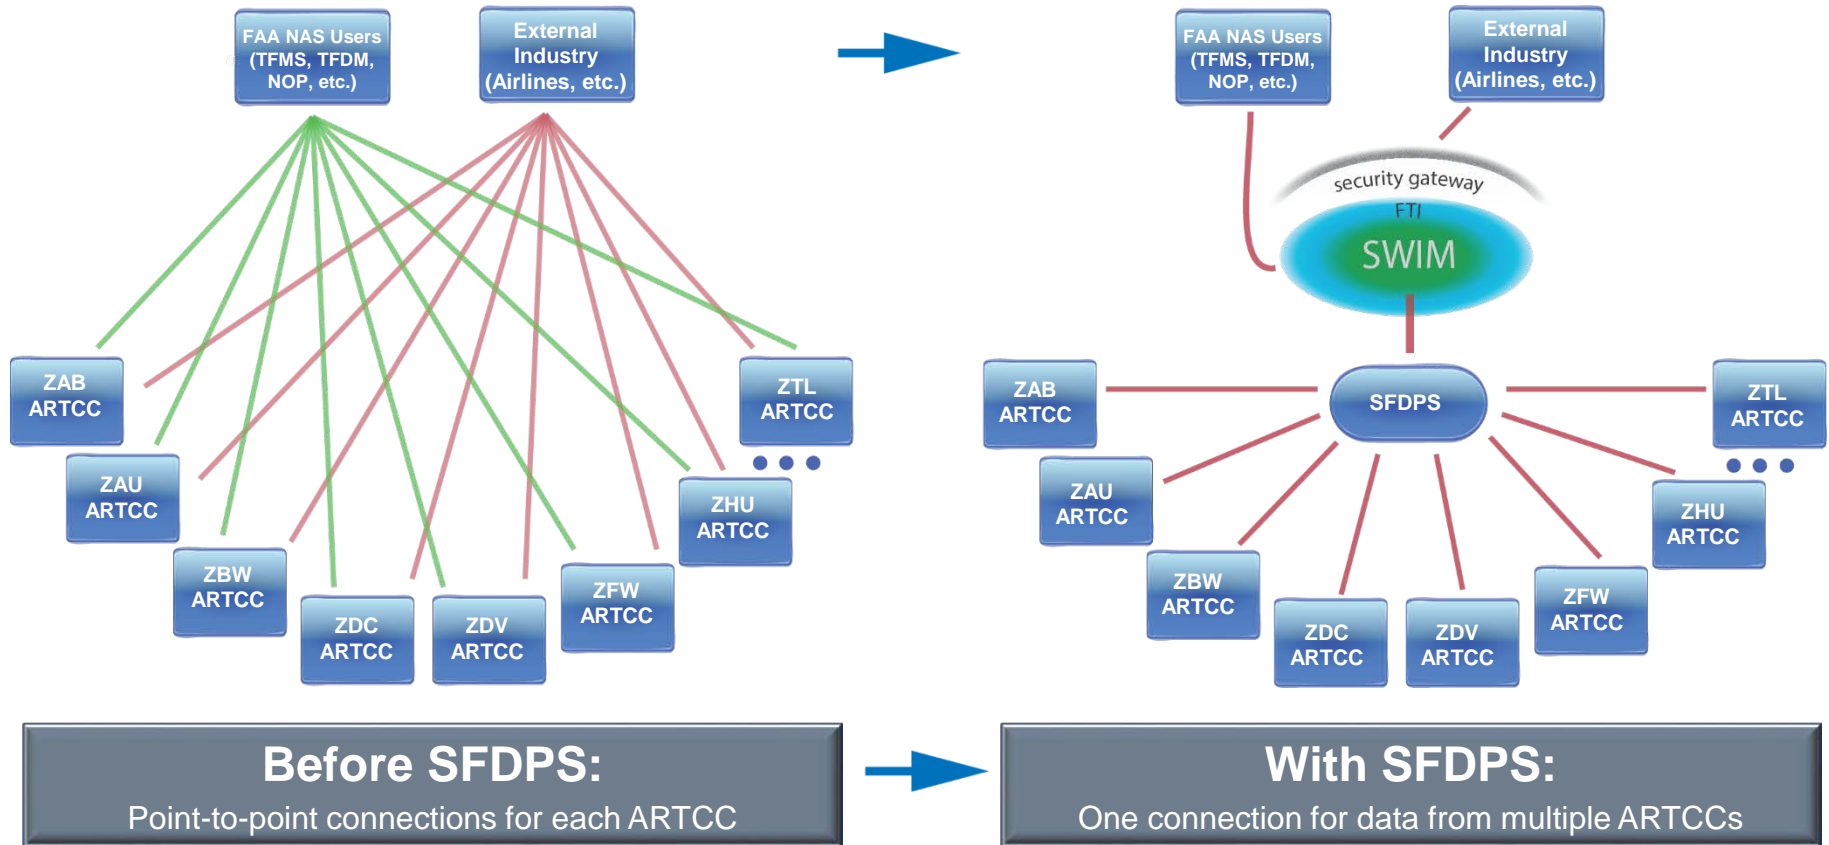 FAA NAS Users
(TFMS, TFDM,
NOP, etc.)
External
Industry
(Airlines, etc.)
ZAB
ARTCC
ZAU
ARTCC
ZBW
ARTCC
ZDC
ARTCC
ZDV
ARTCC
ZFW
ARTCC
ZHU
ARTCC
ZTL
ARTCC
Before SFDPS:
Point-to-point connections for each ARTCC
FAA NAS Users
(TFMS, TFDM,
NOP, etc.)
External
Industry
(Airlines, etc.)
security gateway
FTI
SWIM
SFDPS
ZAB
ARTCC
ZAU
ARTCC
ZBW
ARTCC
ZDC
ARTCC
ZDV
ARTCC
ZFW
ARTCC
ZHU
ARTCC
ZTL
ARTCC
With SFDPS:
One connection for data from multiple ARTCCs